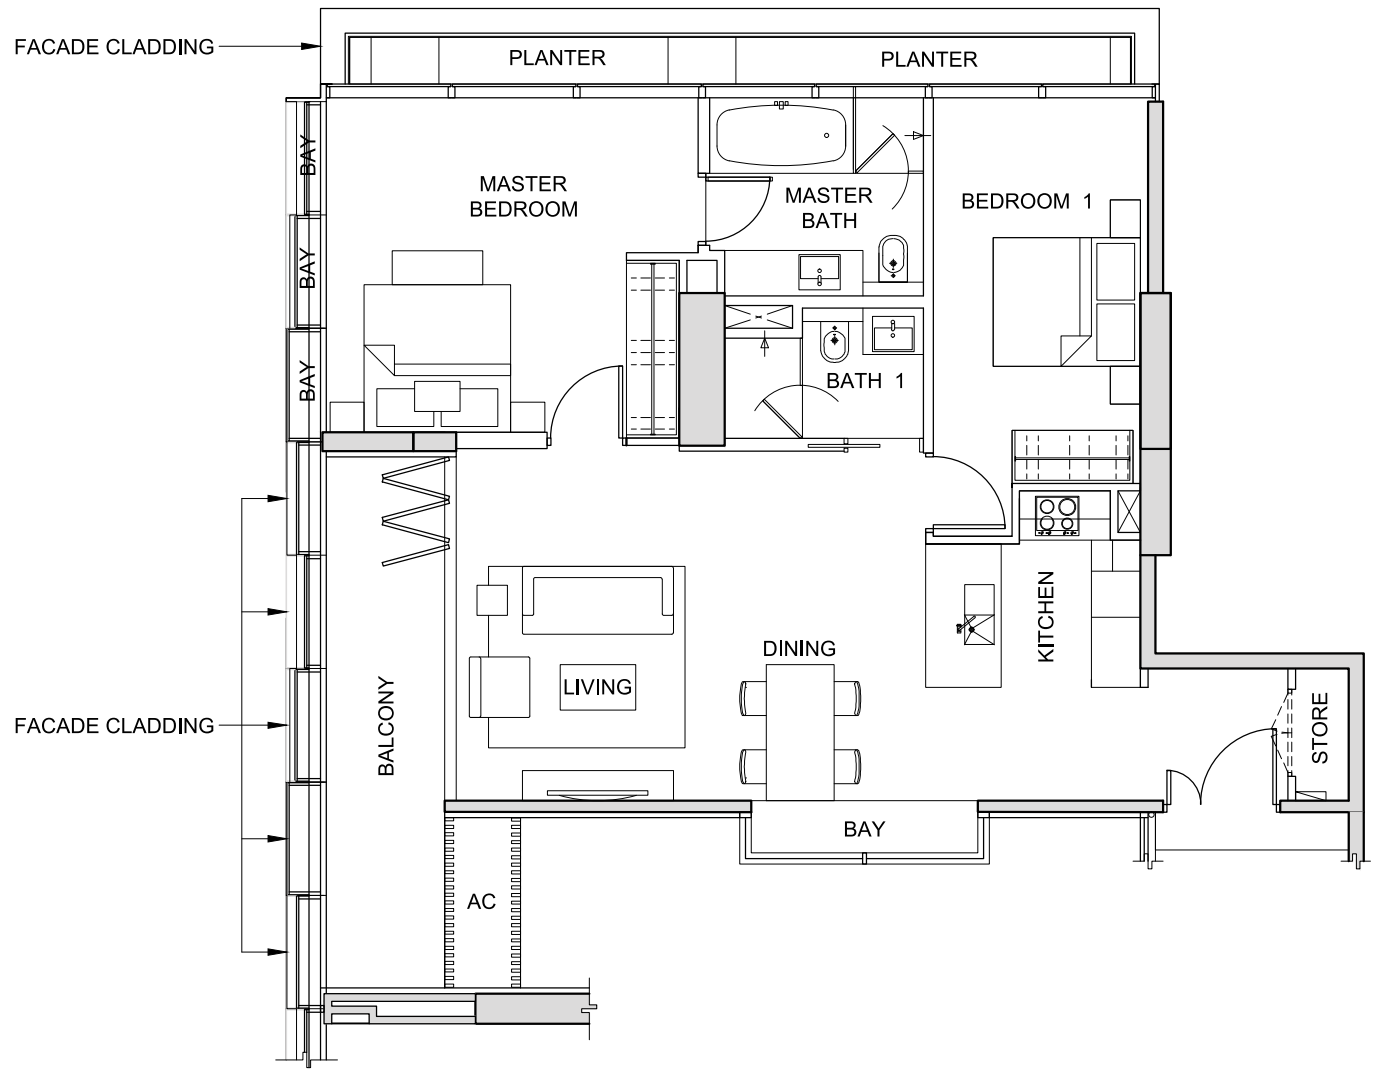 FACADE CLADDING
PLANTER
PLANTER
BAY
MASTER
BEDROOM
MASTER
BATH
BEDROOM 1
BAY
BAY
BATH 1
KITCHEN
DINING
LIVING
BALCONY
FACADE CLADDING
STORE
BAY
AC